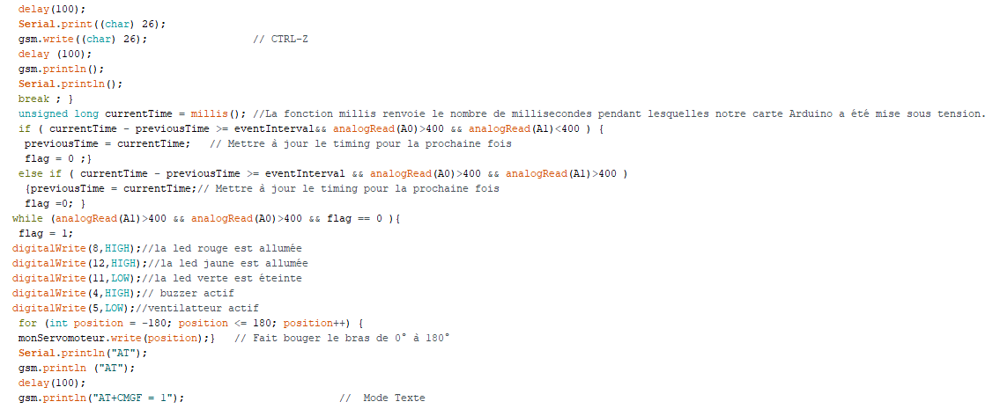 delay(100);
Serial.print((char) 26);
gsm.write((char) 26);                 // CTRL-Z
delay (100);
gsm.println();
Serial.println();
break ; }
unsigned long currentTime = millis(); //La fonction millis renvoie le nombre de millisecondes pendant lesquelles notre carte Arduino a été mise sous tension.
if ( currentTime - previousTime >= eventInterval&& analogRead(A0)>400 && analogRead(A1)<400 ) {
previousTime = currentTime;   // Mettre à jour le timing pour la prochaine fois
flag = 0 ;}
else if ( currentTime - previousTime >= eventInterval && analogRead(A0)>400 && analogRead(A1)>400 )
{previousTime = currentTime;// Mettre à jour le timing pour la prochaine fois
flag =0; }
while (analogRead(A1)>400 && analogRead(A0)>400 && flag == 0 ){
flag = 1;
digitalWrite(8,HIGH);//la led rouge est allumée
digitalWrite(12,HIGH);//la led jaune est allumée
digitalWrite(11,LOW);//la led verte est éteinte
digitalWrite(4,HIGH);// buzzer actif
digitalWrite(5,LOW);//ventilatteur actif
for (int position = -180; position <= 180; position++) {
monServomoteur.write(position);}   // Fait bouger le bras de 0° à 180°
Serial.println("AT");
gsm.println ("AT");
delay(100);
gsm.println("AT+CMGF = 1");                         //  Mode Texte